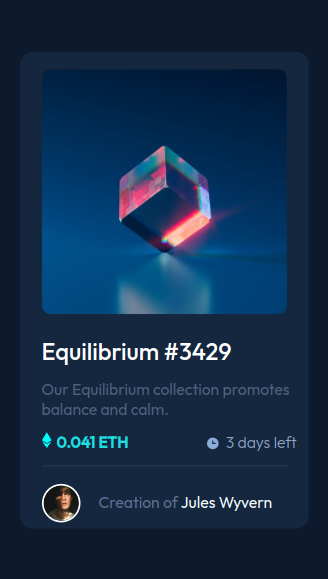 Equilibrium #3429
Our Equilibrium collection promotes
balance and calm.
0.041 ETH
3 days left
Creation of Jules Wyvern